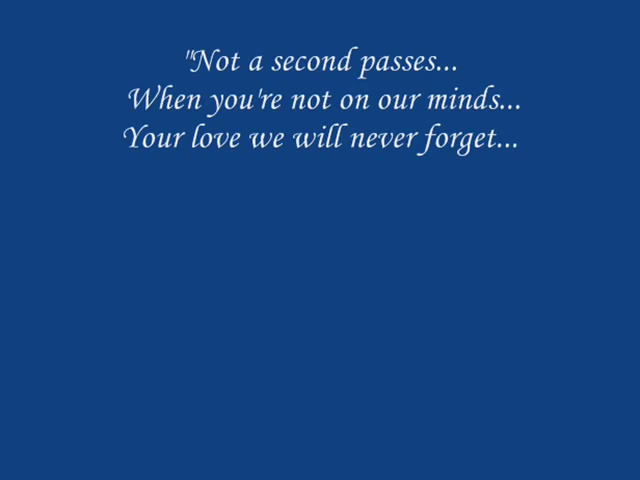 "Not a second passes...
When you're not on our minds...
Your love we will never forget...